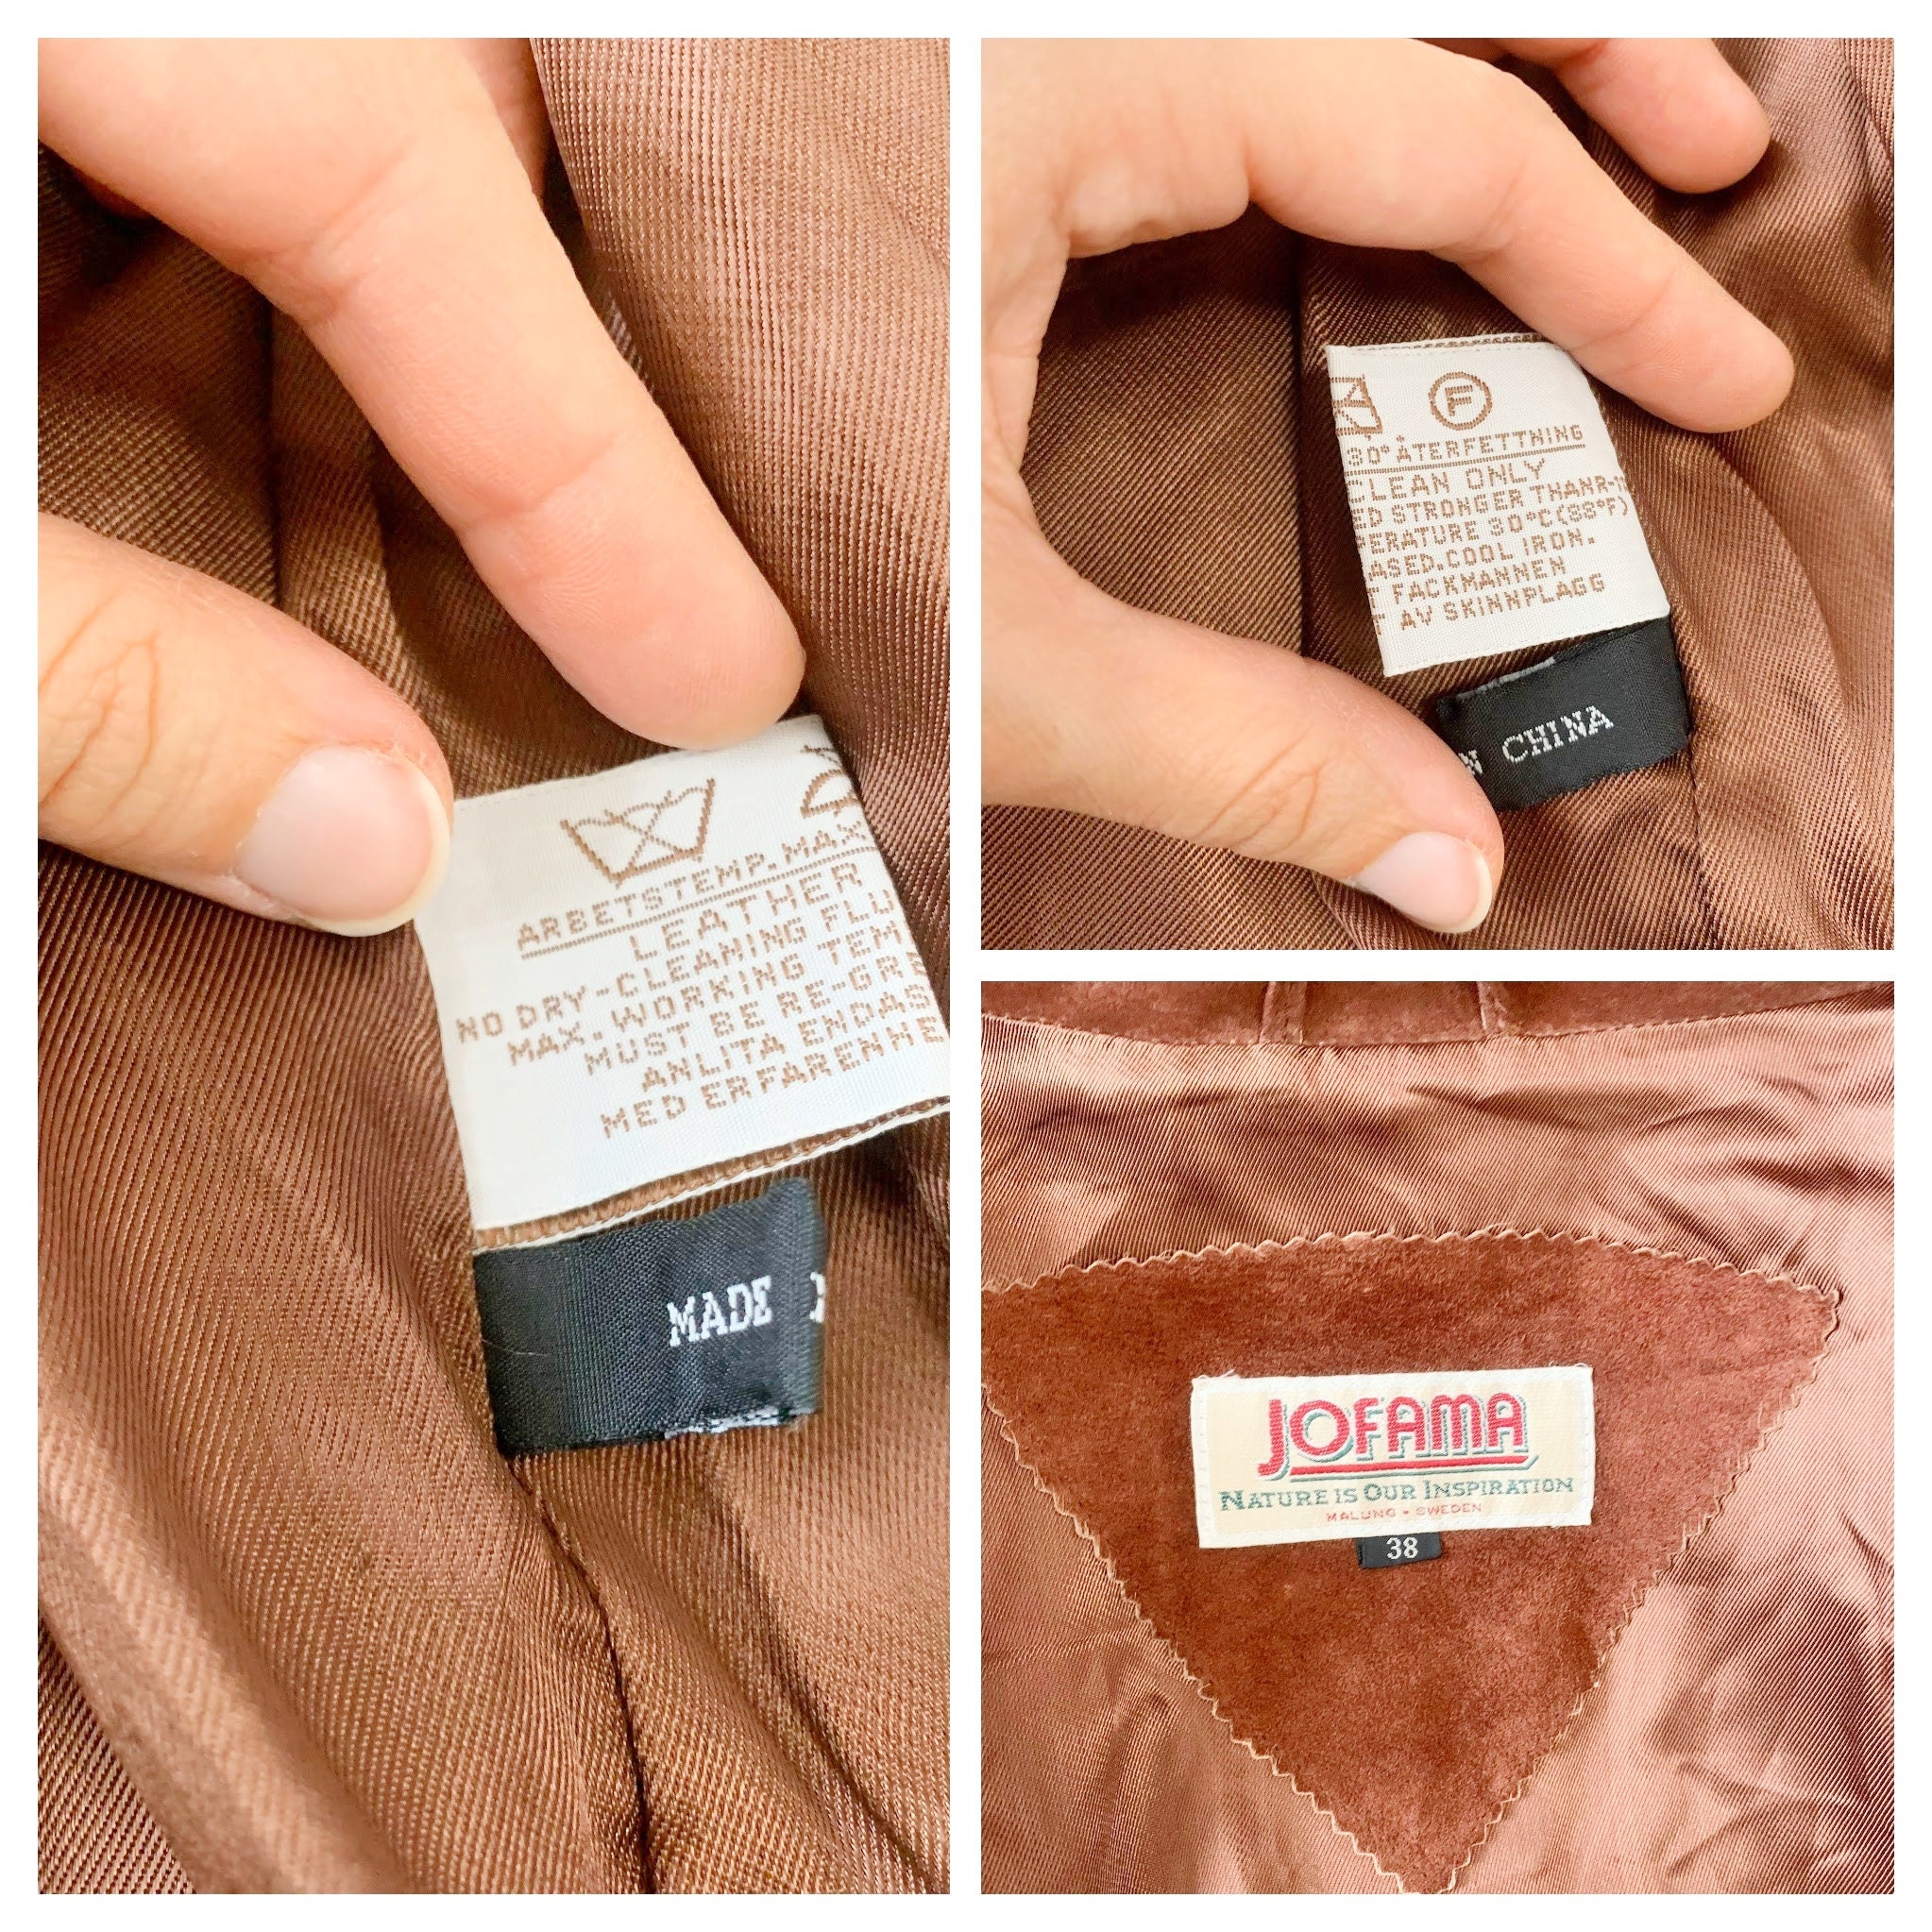 ARBETSTEMP. MAX
LEATHER
NO DRY-CLEANING FLU
MAX. WORKING TEM
MUST BE RE-GRE
ANLITA ENDAS
MED ERFARENHE
MADE
F
30° ÅTERFETTNING
CLEAN ONLY
ED STRONGER THAN R-
PERATURE 30°C(88°F)
ASED. COOL IRON.
T FACKMANNEN
T AV SKINNPLAGG
N CHINA
JOFAMA
NATURE IS OUR INSPIRATION
MALUNG - SWEDEN
38